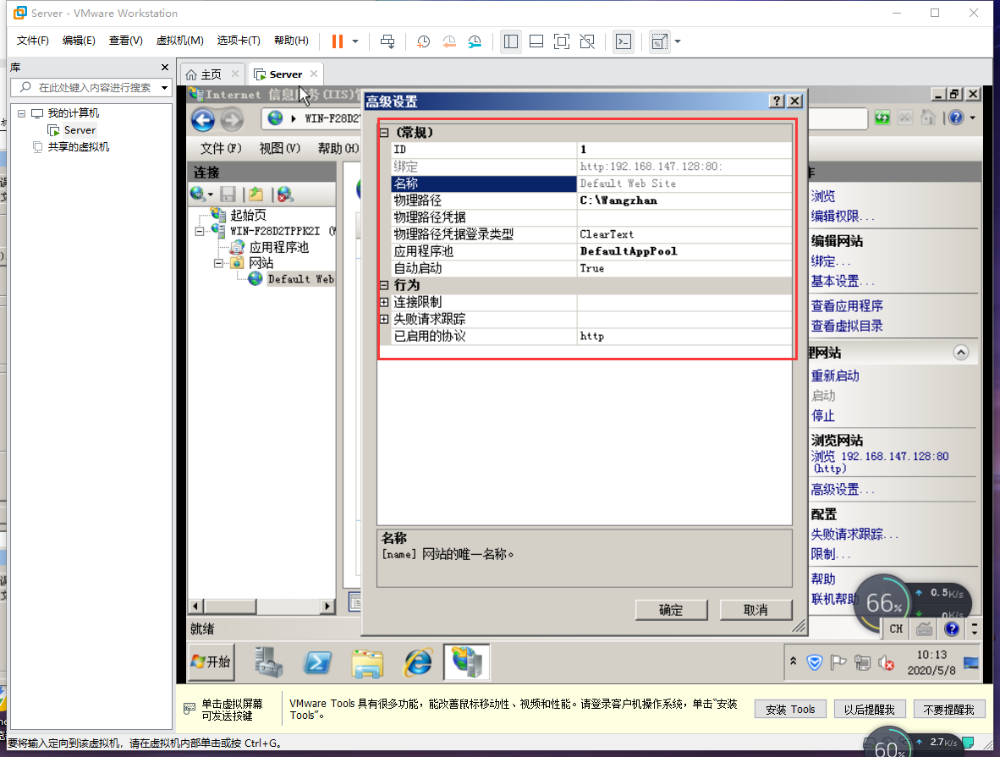 Server - VMware Workstation
文件(F) 编辑(E) 查看(V) 虚拟机(M) 选项卡(T) 帮助(H)
库
在此处键入内容进行搜索
我的计算机
Server
共享的虚拟机
主页
Server
Internet 信息服务(IIS)管
WIN-F28D2
文件(F) 视图(V) 帮助(H)
连接
起始页
WIN-F28D2TPPK2I (W
应用程序池
网站
Default Web
就绪
高级设置
(常规)
ID 1
绑定 http:192.168.147.128:80:
名称 Default Web Site
物理路径 C:\Wangzhan
物理路径凭据
物理路径凭据登录类型 ClearText
应用程序池 DefaultAppPool
自动启动 True
行为
连接限制
失败请求跟踪
已启用的协议 http
名称
[name] 网站的唯一名称。
确定 取消
作
浏览
编辑权限...
编辑网站
绑定...
基本设置...
查看应用程序
查看虚拟目录
理网站
重新启动
启动
停止
浏览网站
浏览 192.168.147.128:80
(http)
高级设置...
配置
失败请求跟踪...
限制...
帮助
联机帮助
66%
0.5K/s
0K/s
CH
开始
10:13
2020/5/8
单击虚拟屏幕
可发送按键
VMware Tools 具有很多功能，能改善鼠标移动性、视频和性能。请登录客户机操作系统，单击“安装
Tools”。
安装 Tools 以后提醒我 不要提醒我
要将输入定向到该虚拟机，请在虚拟机内部单击或按 Ctrl+G。
60%
2.7K/s